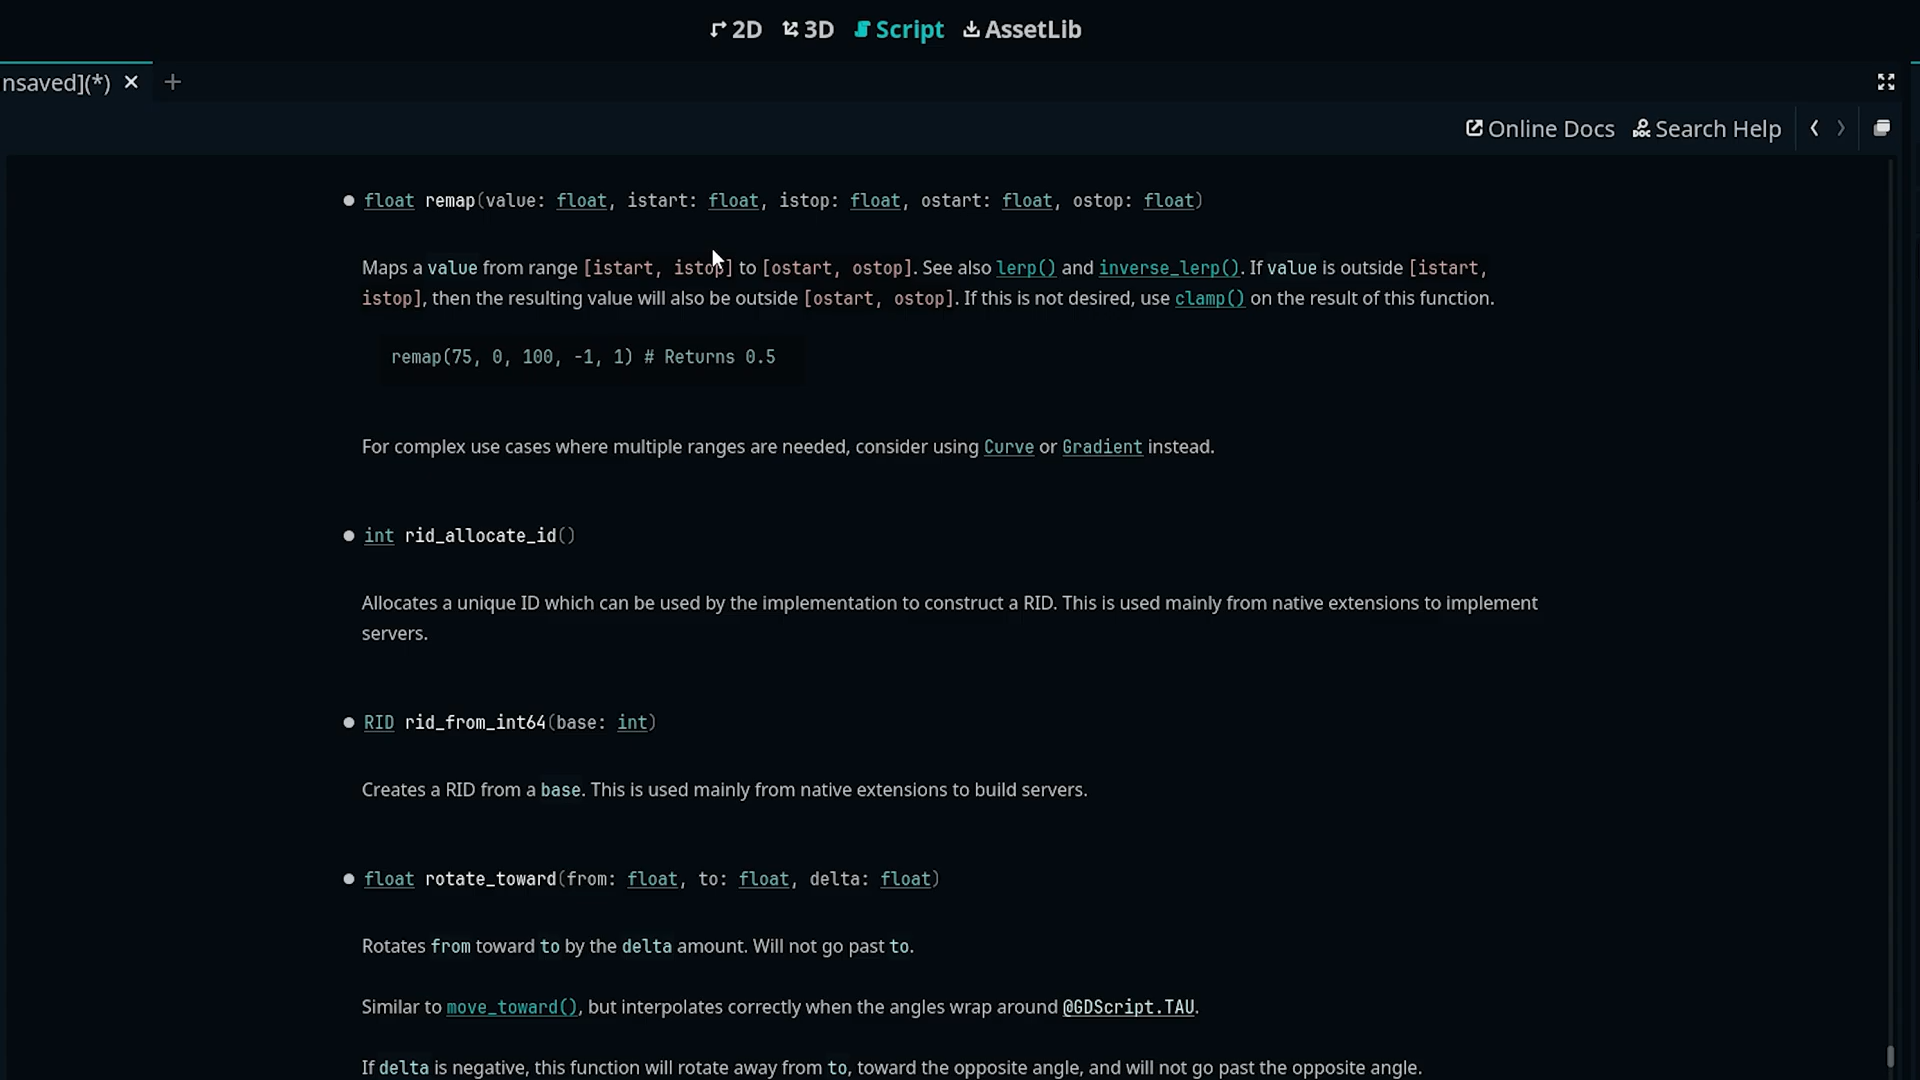 2D 3D Script AssetLib
nsaved](*)
Online Docs Search Help
float remap(value: float, istart: float, istop: float, ostart: float, ostop: float)
Maps a value from range [istart, istop] to [ostart, ostop]. See also lerp() and inverse_lerp(). If value is outside [istart,
istop], then the resulting value will also be outside [ostart, ostop]. If this is not desired, use clamp() on the result of this function.
remap(75, 0, 100, -1, 1) # Returns 0.5
For complex use cases where multiple ranges are needed, consider using Curve or Gradient instead.
int rid_allocate_id()
Allocates a unique ID which can be used by the implementation to construct a RID. This is used mainly from native extensions to implement
servers.
RID rid_from_int64(base: int)
Creates a RID from a base. This is used mainly from native extensions to build servers.
float rotate_toward(from: float, to: float, delta: float)
Rotates from toward to by the delta amount. Will not go past to.
Similar to move_toward(), but interpolates correctly when the angles wrap around @GDScript.TAU.
If delta is negative, this function will rotate away from to, toward the opposite angle, and will not go past the opposite angle.